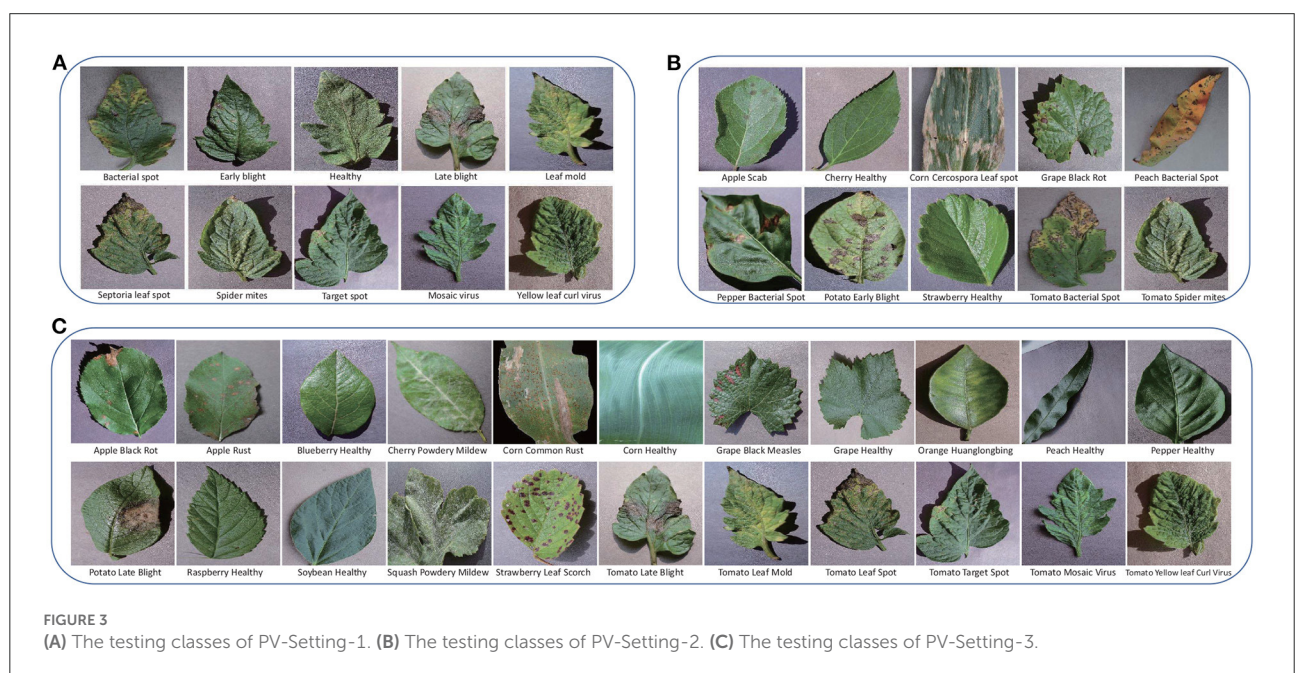 A
Bacterial spot Early blight Healthy Late blight Leaf mold
Septoria leaf spot Spider mites Target spot Mosaic virus Yellow leaf curl virus
B
Apple Scab Cherry Healthy Corn Cercospora Leaf spot Grape Black Rot Peach Bacterial Spot
Pepper Bacterial Spot Potato Early Blight Strawberry Healthy Tomato Bacterial Spot Tomato Spider mites
C
Apple Black Rot Apple Rust Blueberry Healthy Cherry Powdery Mildew Corn Common Rust Corn Healthy Grape Black Measles Grape Healthy Orange Huanglongbing Peach Healthy Pepper Healthy
Potato Late Blight Raspberry Healthy Soybean Healthy Squash Powdery Mildew Strawberry Leaf Scorch Tomato Late Blight Tomato Leaf Mold Tomato Leaf Spot Tomato Target Spot Tomato Mosaic Virus Tomato Yellow leaf Curl Virus
FIGURE 3
(A) The testing classes of PV-Setting-1. (B) The testing classes of PV-Setting-2. (C) The testing classes of PV-Setting-3.